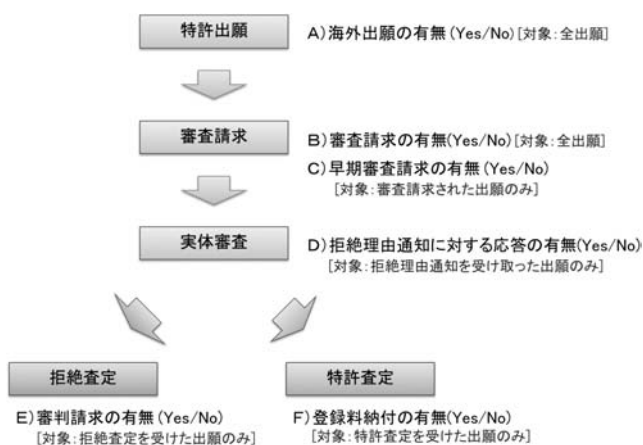 特許出願
A)海外出願の有無(Yes/No)[対象:全出願]
審査請求
B)審査請求の有無(Yes/No)[対象:全出願]
C)早期審査請求の有無(Yes/No)
[対象:審査請求された出願のみ]
実体審査
D)拒絶理由通知に対する応答の有無(Yes/No)
[対象:拒絶理由通知を受け取った出願のみ]
拒絶査定
特許査定
E)審判請求の有無(Yes/No)
[対象:拒絶査定を受けた出願のみ]
F)登録料納付の有無(Yes/No)
[対象:特許査定を受けた出願のみ]